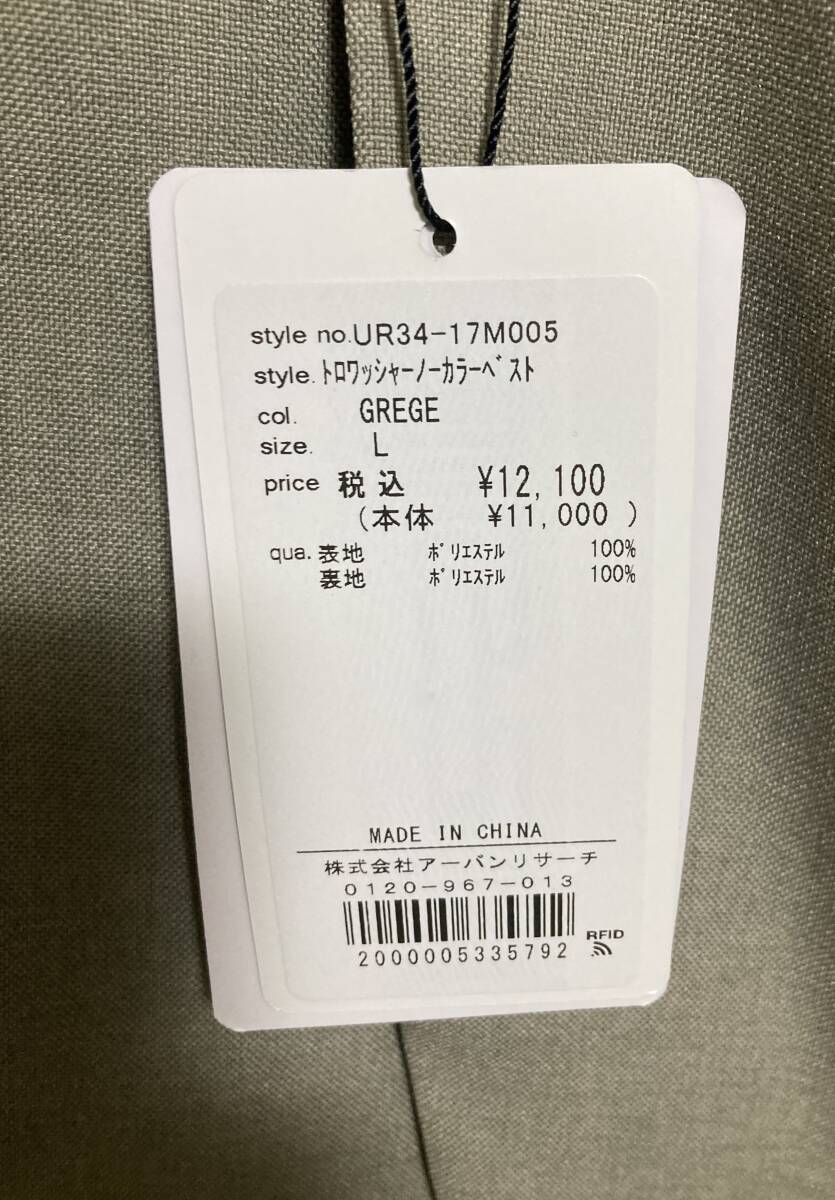 style no.UR34-17M005
style.ﾄﾛﾜｯｼｬｰﾉｰｶﾗｰﾍﾞｽﾄ
col. GREGE
size. L
price 税込 ¥12,100
(本体 ¥11,000 )
qua. 表地 ﾎﾟﾘｴｽﾃﾙ 100%
裏地 ﾎﾟﾘｴｽﾃﾙ 100%
MADE IN CHINA
株式会社アーバンリサーチ
0120-967-013
2000005335792
RFID